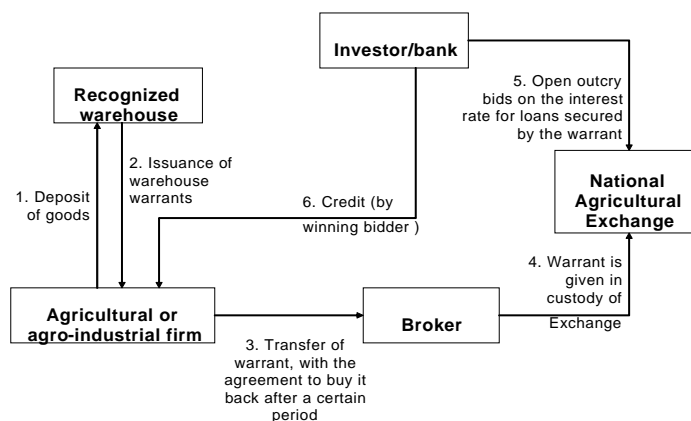 Investor/bank
Recognized
warehouse
5. Open outcry
bids on the interest
rate for loans secured
by the warrant
2. Issuance of
warehouse
warrants
1. Deposit
of goods
6. Credit (by
winning bidder )
National
Agricultural
Exchange
4. Warrant is
given in
custody of
Exchange
Agricultural or
agro-industrial firm
Broker
3. Transfer of
warrant, with the
agreement to buy it
back after a certain
period